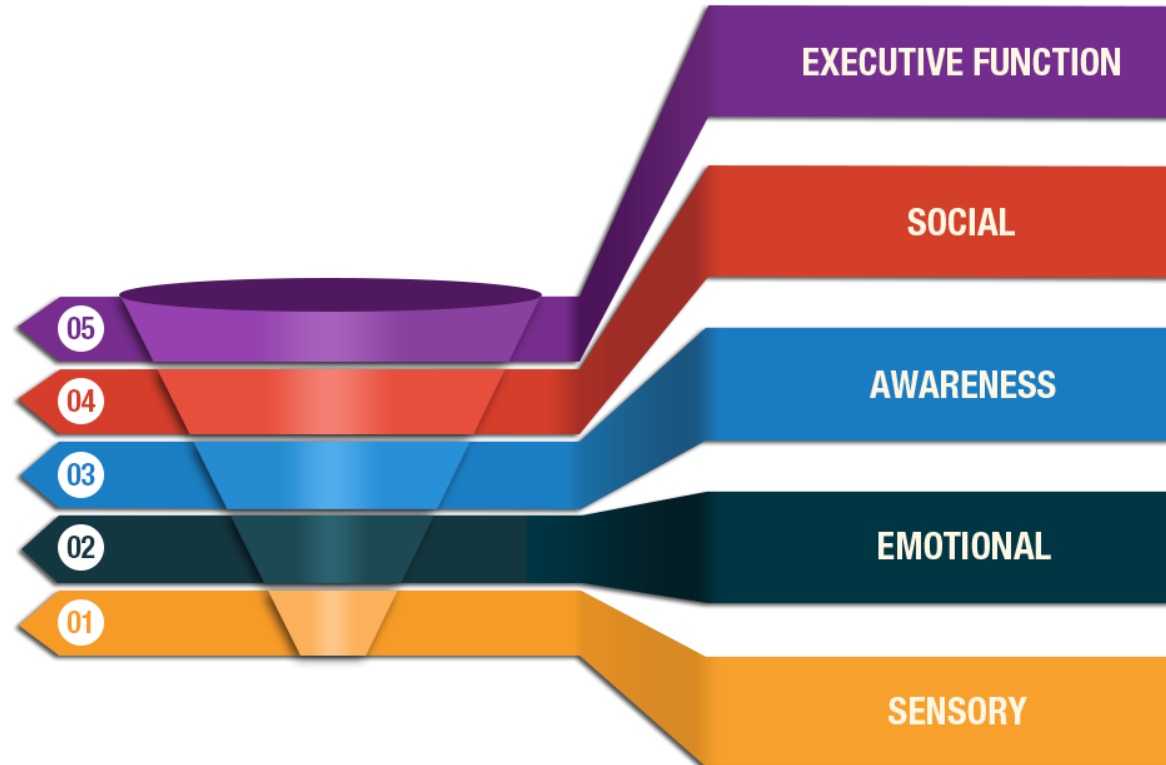 EXECUTIVE FUNCTION
SOCIAL
AWARENESS
EMOTIONAL
SENSORY
05
04
03
02
01